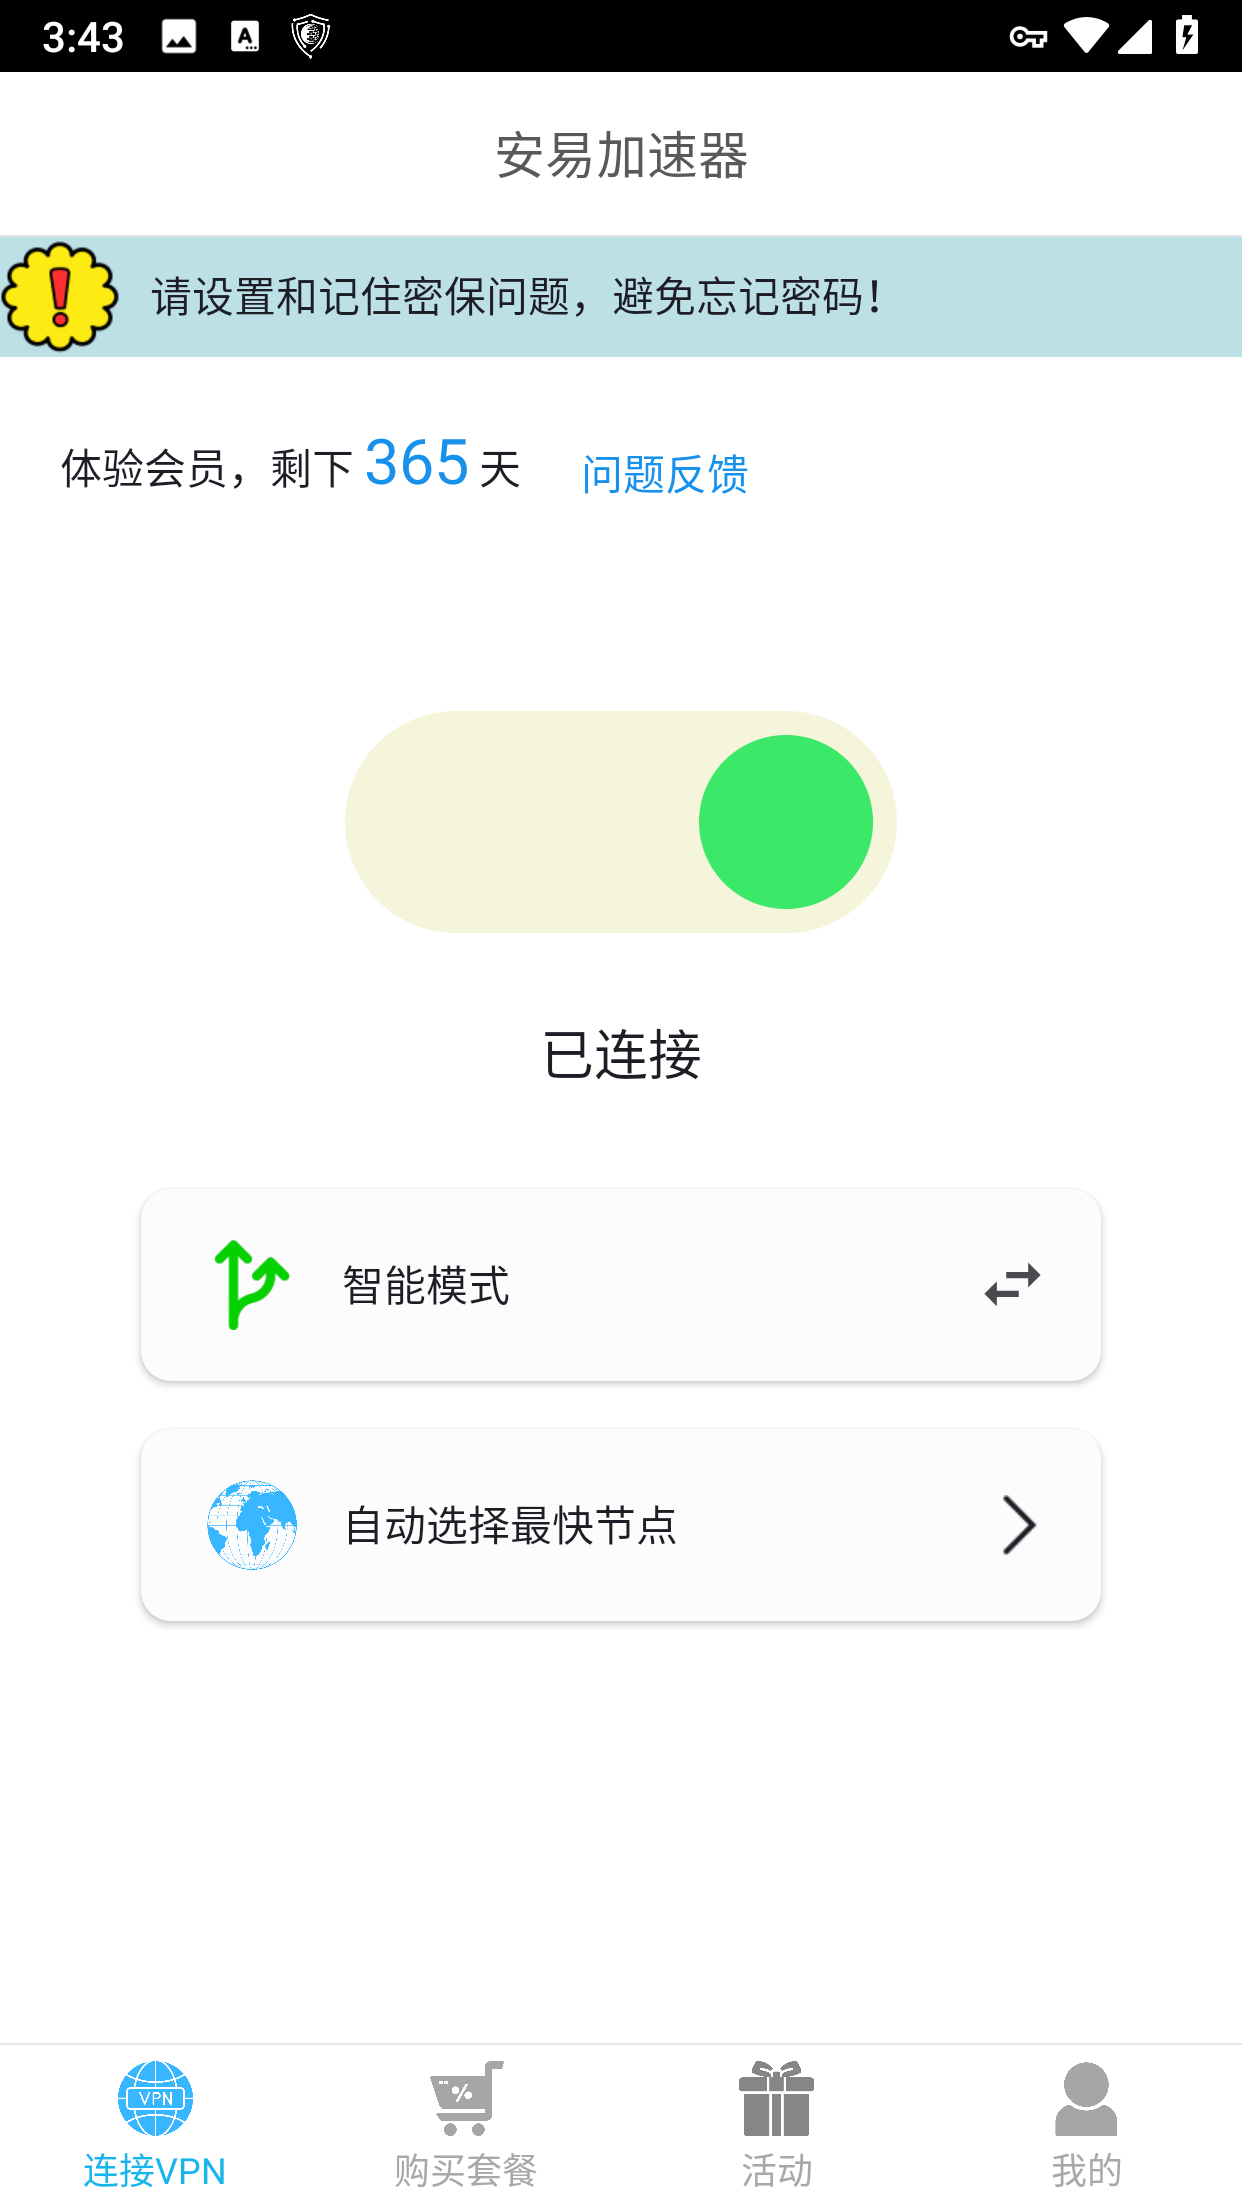 3:43
安易加速器
请设置和记住密保问题，避免忘记密码！
体验会员，剩下 365 天 问题反馈
已连接
智能模式
自动选择最快节点
VPN
连接VPN 购买套餐 活动 我的